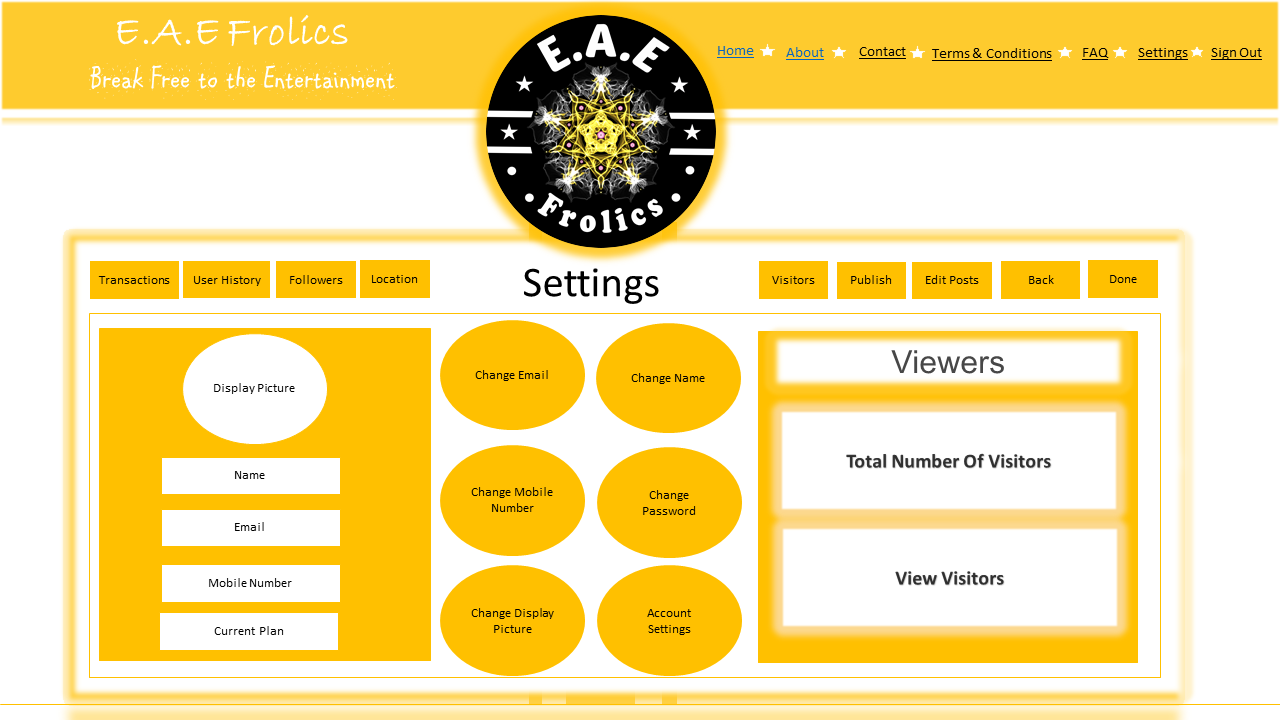 E.A.E Frolics
Break Free to the Entertainment
E.A.E
Frolics
Home
About
Contact
Terms & Conditions
FAQ
Settings
Sign Out
Transactions
User History
Followers
Location
Settings
Visitors
Publish
Edit Posts
Back
Done
Display Picture
Name
Email
Mobile Number
Current Plan
Change Email
Change Name
Change Mobile
Number
Change
Password
Change Display
Picture
Account
Settings
Viewers
Total Number Of Visitors
View Visitors